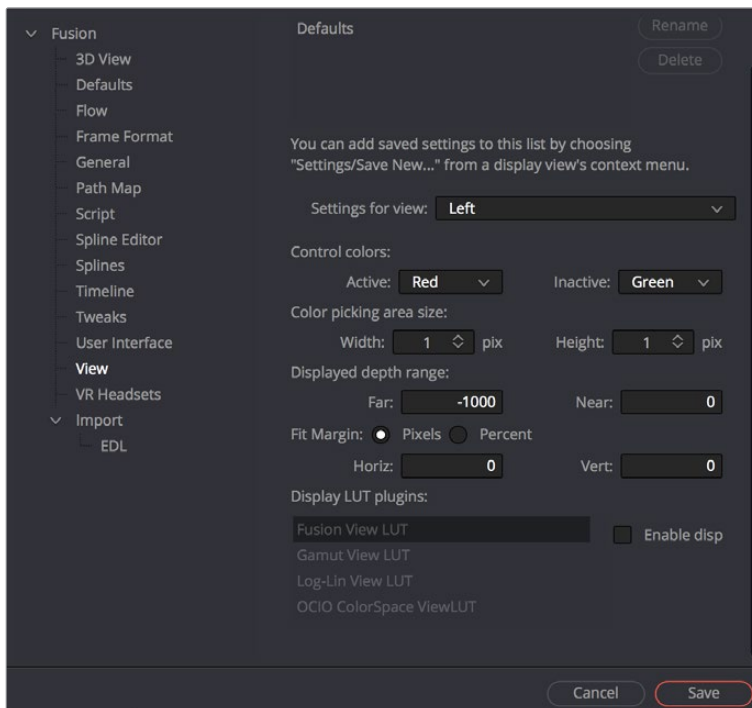 Fusion
3D View
Defaults
Flow
Frame Format
General
Path Map
Script
Spline Editor
Splines
Timeline
Tweaks
User Interface
View
VR Headsets
Import
EDL
Defaults
Rename
Delete
You can add saved settings to this list by choosing
"Settings/Save New..." from a display view's context menu.
Settings for view: Left
Control colors:
Active: Red Inactive: Green
Color picking area size:
Width: 1 pix Height: 1 pix
Displayed depth range:
Far: -1000 Near: 0
Fit Margin: Pixels Percent
Horiz: 0 Vert: 0
Display LUT plugins:
Fusion View LUT
Enable disp
Gamut View LUT
Log-Lin View LUT
OCIO ColorSpace ViewLUT
Cancel Save